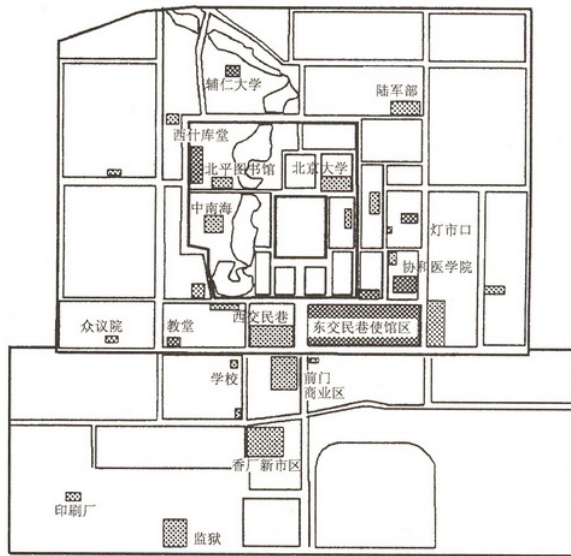 辅仁大学
陆军部
西什库堂
北平图书馆
北京大学
中南海
灯市口
协和医学院
众议院
教堂
西交民巷
东交民巷使馆区
学校
前门
商业区
香厂新市区
印刷厂
监狱